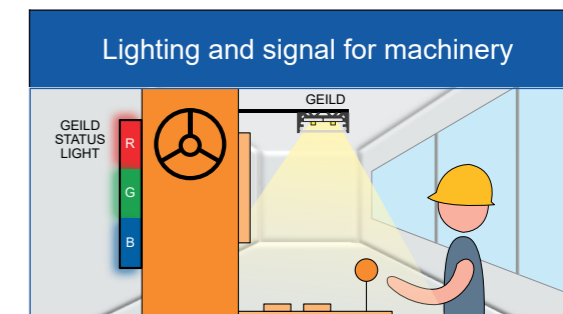 Lighting and signal for machinery
GEILD
GEILD
STATUS
LIGHT
R
G
B